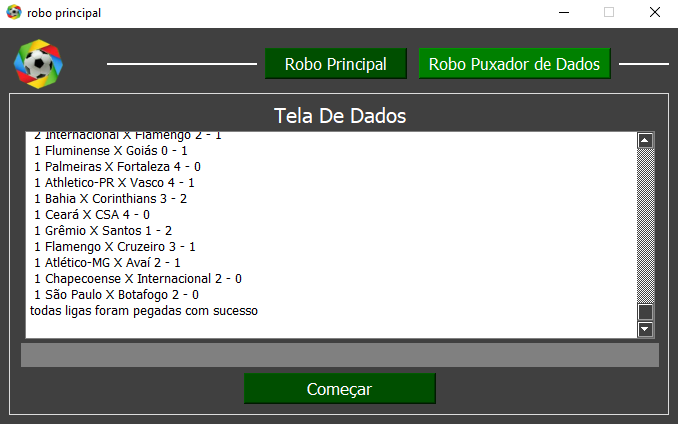 robo principal
Robo Principal
Robo Puxador de Dados
Tela De Dados
2 Internacional X Flamengo 2 - 1
1 Fluminense X Goiás 0 - 1
1 Palmeiras X Fortaleza 4 - 0
1 Athletico-PR X Vasco 4 - 1
1 Bahia X Corinthians 3 - 2
1 Ceará X CSA 4 - 0
1 Grêmio X Santos 1 - 2
1 Flamengo X Cruzeiro 3 - 1
1 Atlético-MG X Avaí 2 - 1
1 Chapecoense X Internacional 2 - 0
1 São Paulo X Botafogo 2 - 0
todas ligas foram pegadas com sucesso
Começar